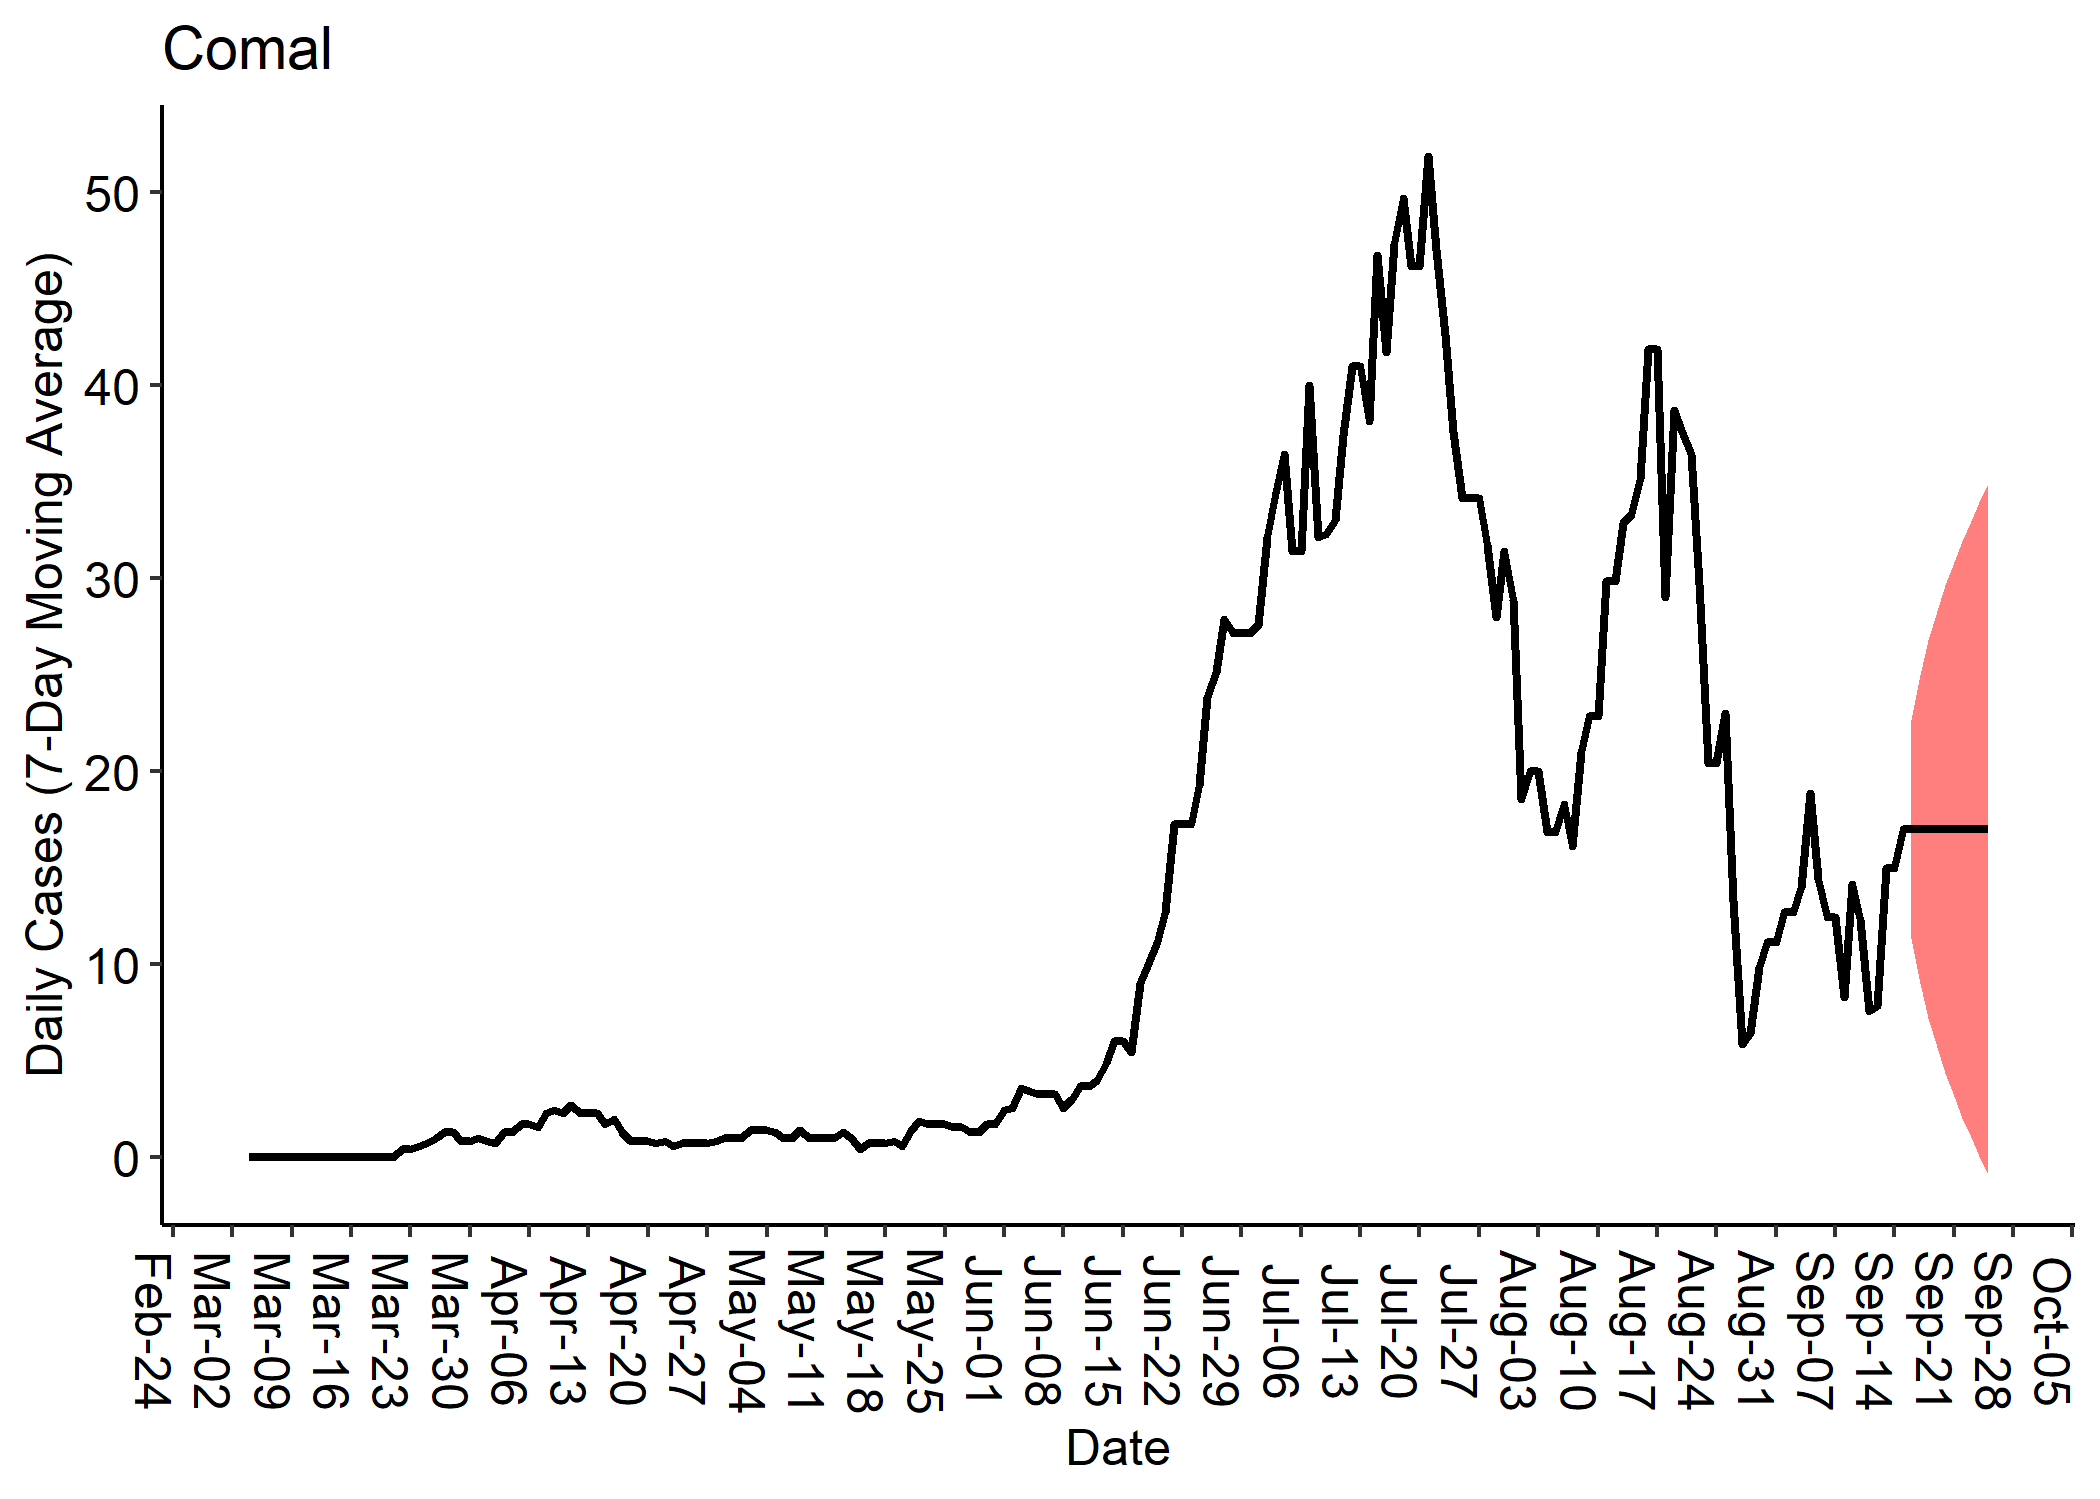 Comal
Daily Cases (7-Day Moving Average)
50
40
30
20
10
0
Feb-24
Mar-02
Mar-09
Mar-16
Mar-23
Mar-30
Apr-06
Apr-13
Apr-20
Apr-27
May-04
May-11
May-18
May-25
Jun-01
Jun-08
Jun-15
Jun-22
Jun-29
Jul-06
Jul-13
Jul-20
Jul-27
Aug-03
Aug-10
Aug-17
Aug-24
Aug-31
Sep-07
Sep-14
Sep-21
Sep-28
Oct-05
Date